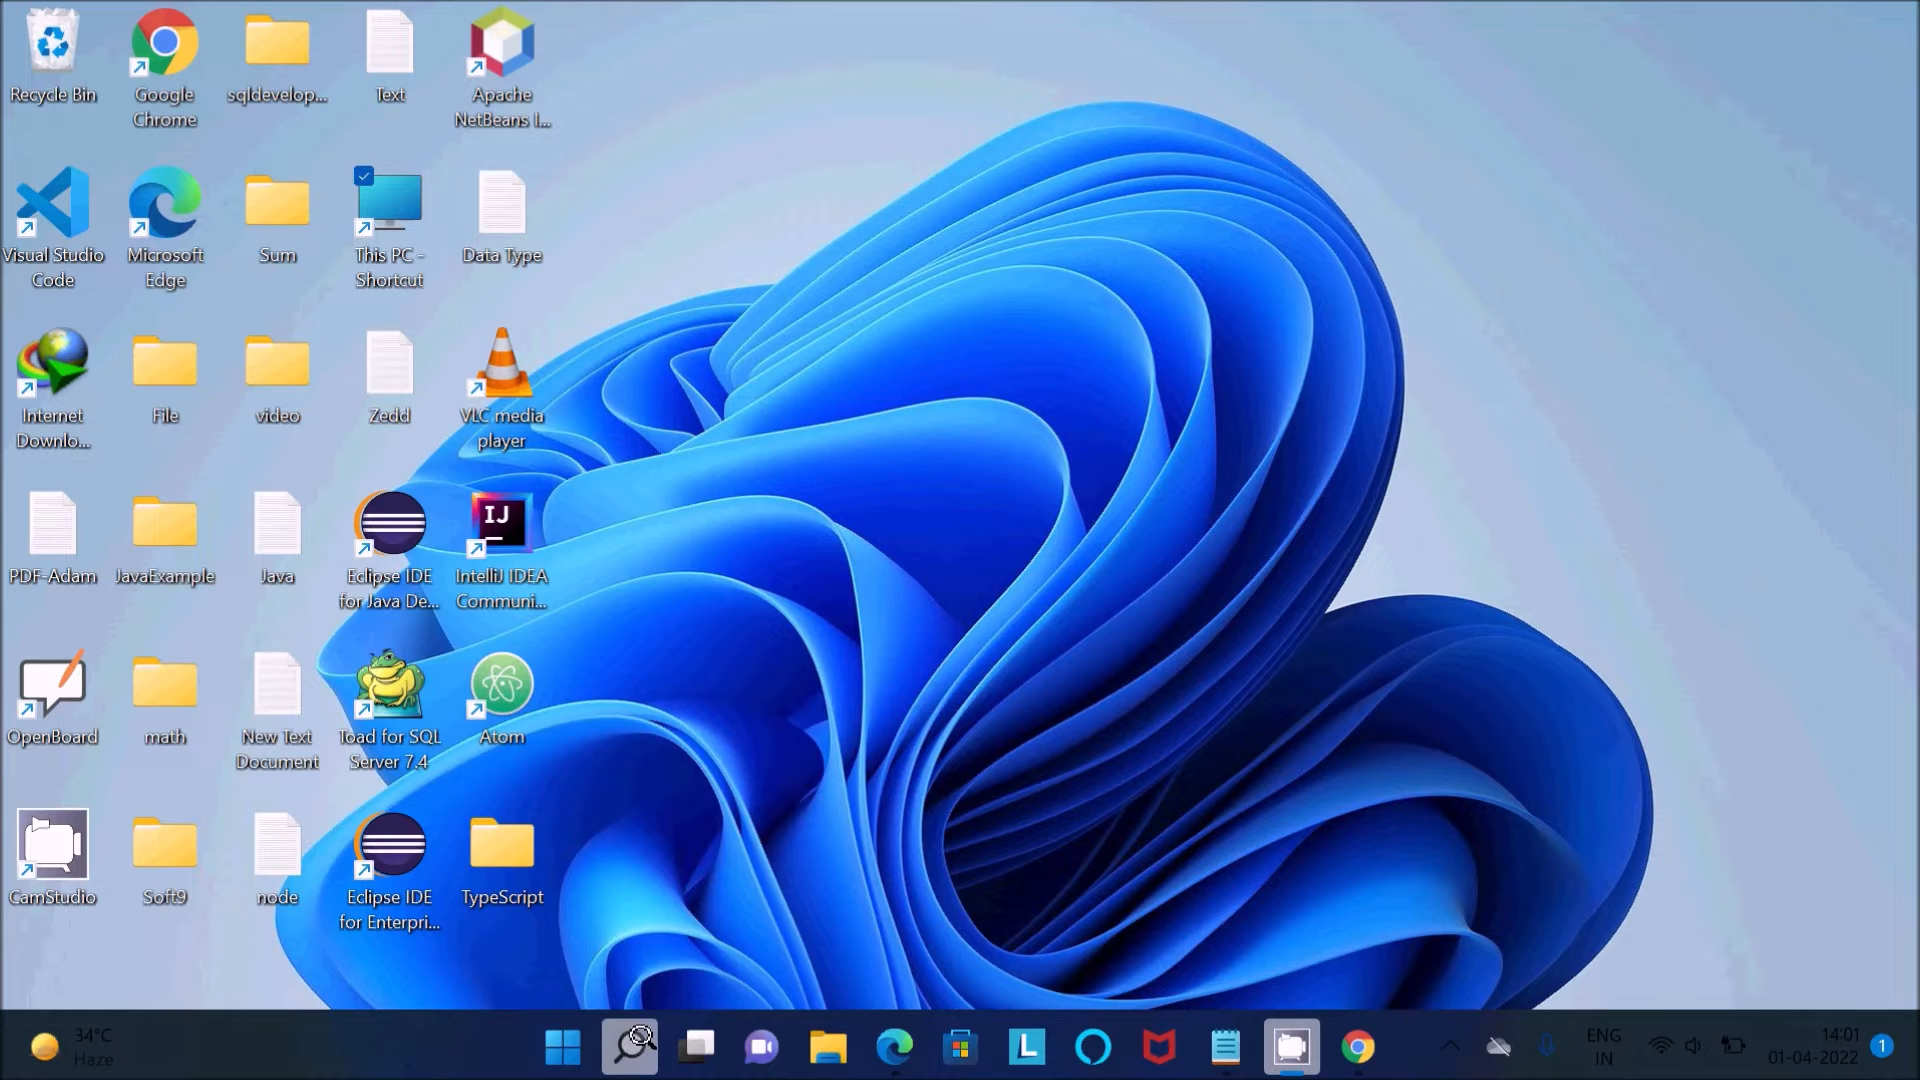 Recycle Bin
Google
Chrome
sqldevelop...
Text
Apache
NetBeans I...
Visual Studio
Code
Microsoft
Edge
Sum
This PC -
Shortcut
Data Type
Internet
Downlo...
File
video
Zedd
VLC media
player
PDF-Adam
JavaExample
Java
Eclipse IDE
for Java De...
IJ
IntelliJ IDEA
Communi...
OpenBoard
math
New Text
Document
Toad for SQL
Server 7.4
Atom
CamStudio
Soft9
node
Eclipse IDE
for Enterpri...
TypeScript
34°C
Haze
L
ENG
IN
14:01
01-04-2022
1